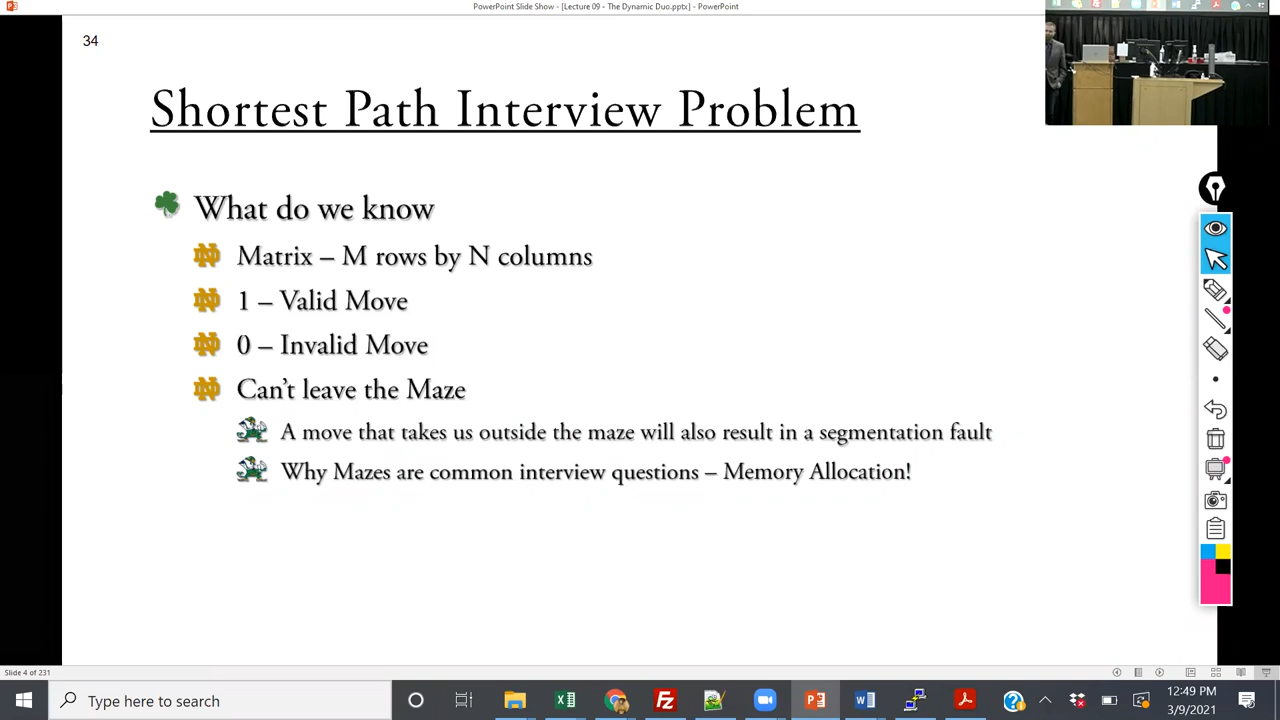 PowerPoint Slide Show - [Lecture 09 - The Dynamic Duo.pptx] - PowerPoint
34
Shortest Path Interview Problem
What do we know
Matrix – M rows by N columns
1 – Valid Move
0 – Invalid Move
Can't leave the Maze
A move that takes us outside the maze will also result in a segmentation fault
Why Mazes are common interview questions – Memory Allocation!
Slide 4 of 231
Type here to search
12:49 PM
3/9/2021